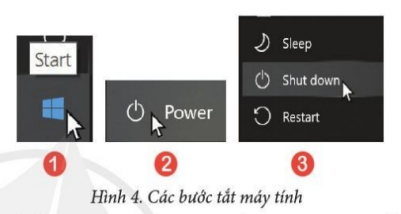 Start
Power
Sleep
Shut down
Restart
1
2
3
Hình 4. Các bước tắt máy tính